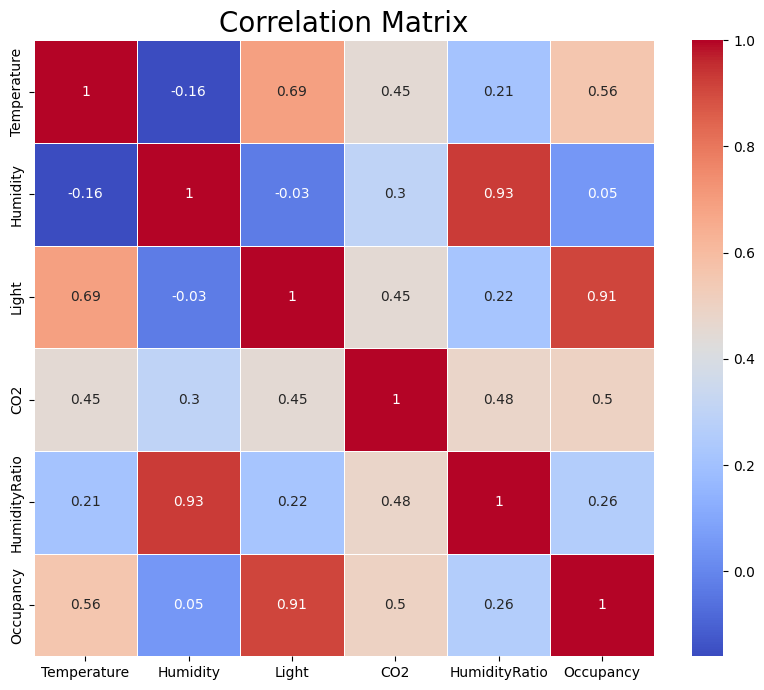 Correlation Matrix
Temperature 1 -0.16 0.69 0.45 0.21 0.56
Humidity -0.16 1 -0.03 0.3 0.93 0.05
Light 0.69 -0.03 1 0.45 0.22 0.91
CO2 0.45 0.3 0.45 1 0.48 0.5
HumidityRatio 0.21 0.93 0.22 0.48 1 0.26
Occupancy 0.56 0.05 0.91 0.5 0.26 1
Temperature Humidity Light CO2 HumidityRatio Occupancy
1.0
0.8
0.6
0.4
0.2
0.0